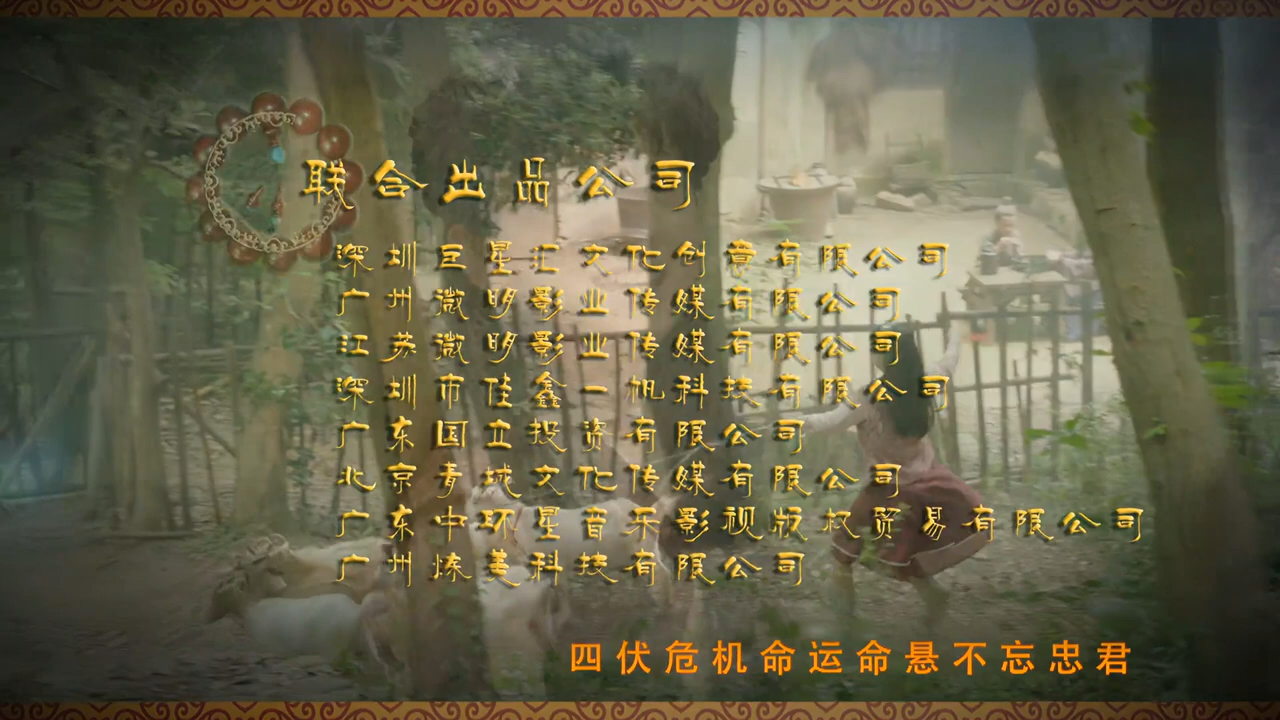 联合出品公司
深圳巨星汇文化创意有限公司
广州微明影业传媒有限公司
江苏微明影业传媒有限公司
深圳市佳鑫一帆科技有限公司
广东国立投资有限公司
北京青域文化传媒有限公司
广东中环星音乐影视版权贸易有限公司
广州炼美科技有限公司
四伏危机命运命悬不忘忠君